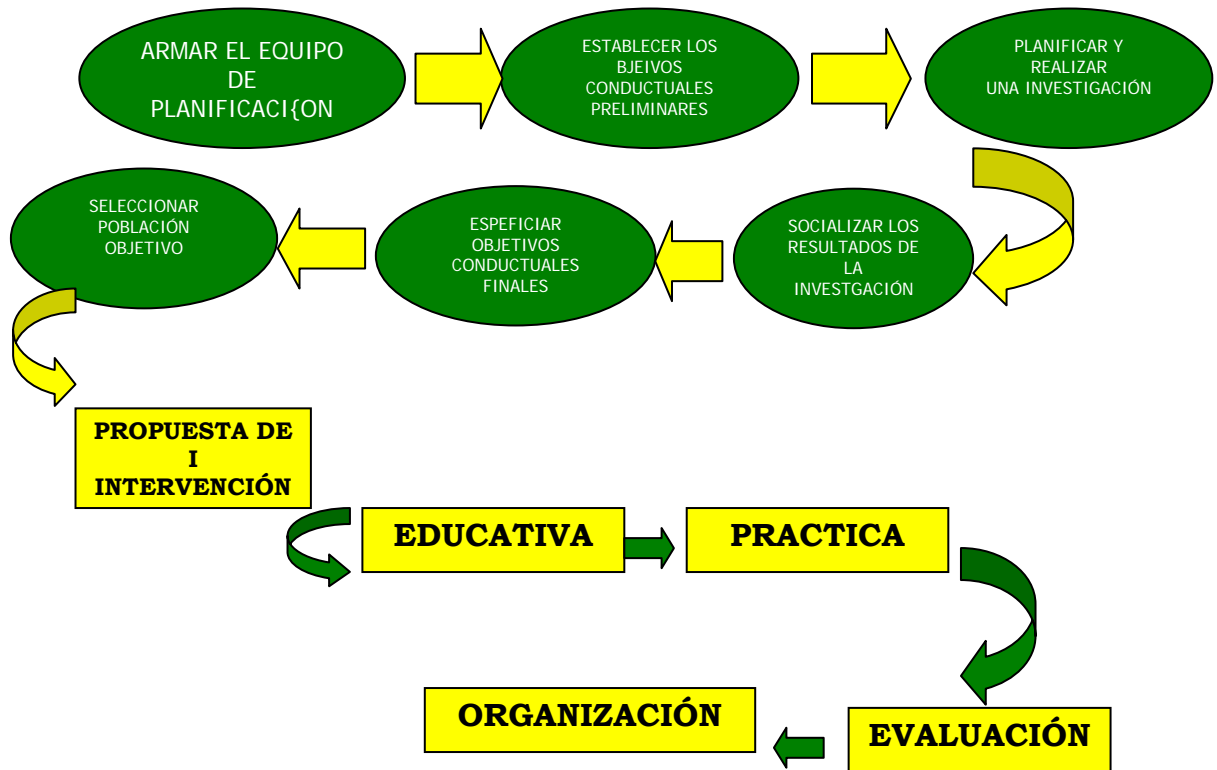 ARMAR EL EQUIPO
DE
PLANIFICACI{ON
ESTABLECER LOS
BJEIVOS
CONDUCTUALES
PRELIMINARES
PLANIFICAR Y
REALIZAR
UNA INVESTIGACIÓN
SOCIALIZAR LOS
RESULTADOS DE
LA
INVESTGACIÓN
ESPEFICIAR
OBJETIVOS
CONDUCTUALES
FINALES
SELECCIONAR
POBLACIÓN
OBJETIVO
PROPUESTA DE
I
INTERVENCIÓN
EDUCATIVA
PRACTICA
EVALUACIÓN
ORGANIZACIÓN